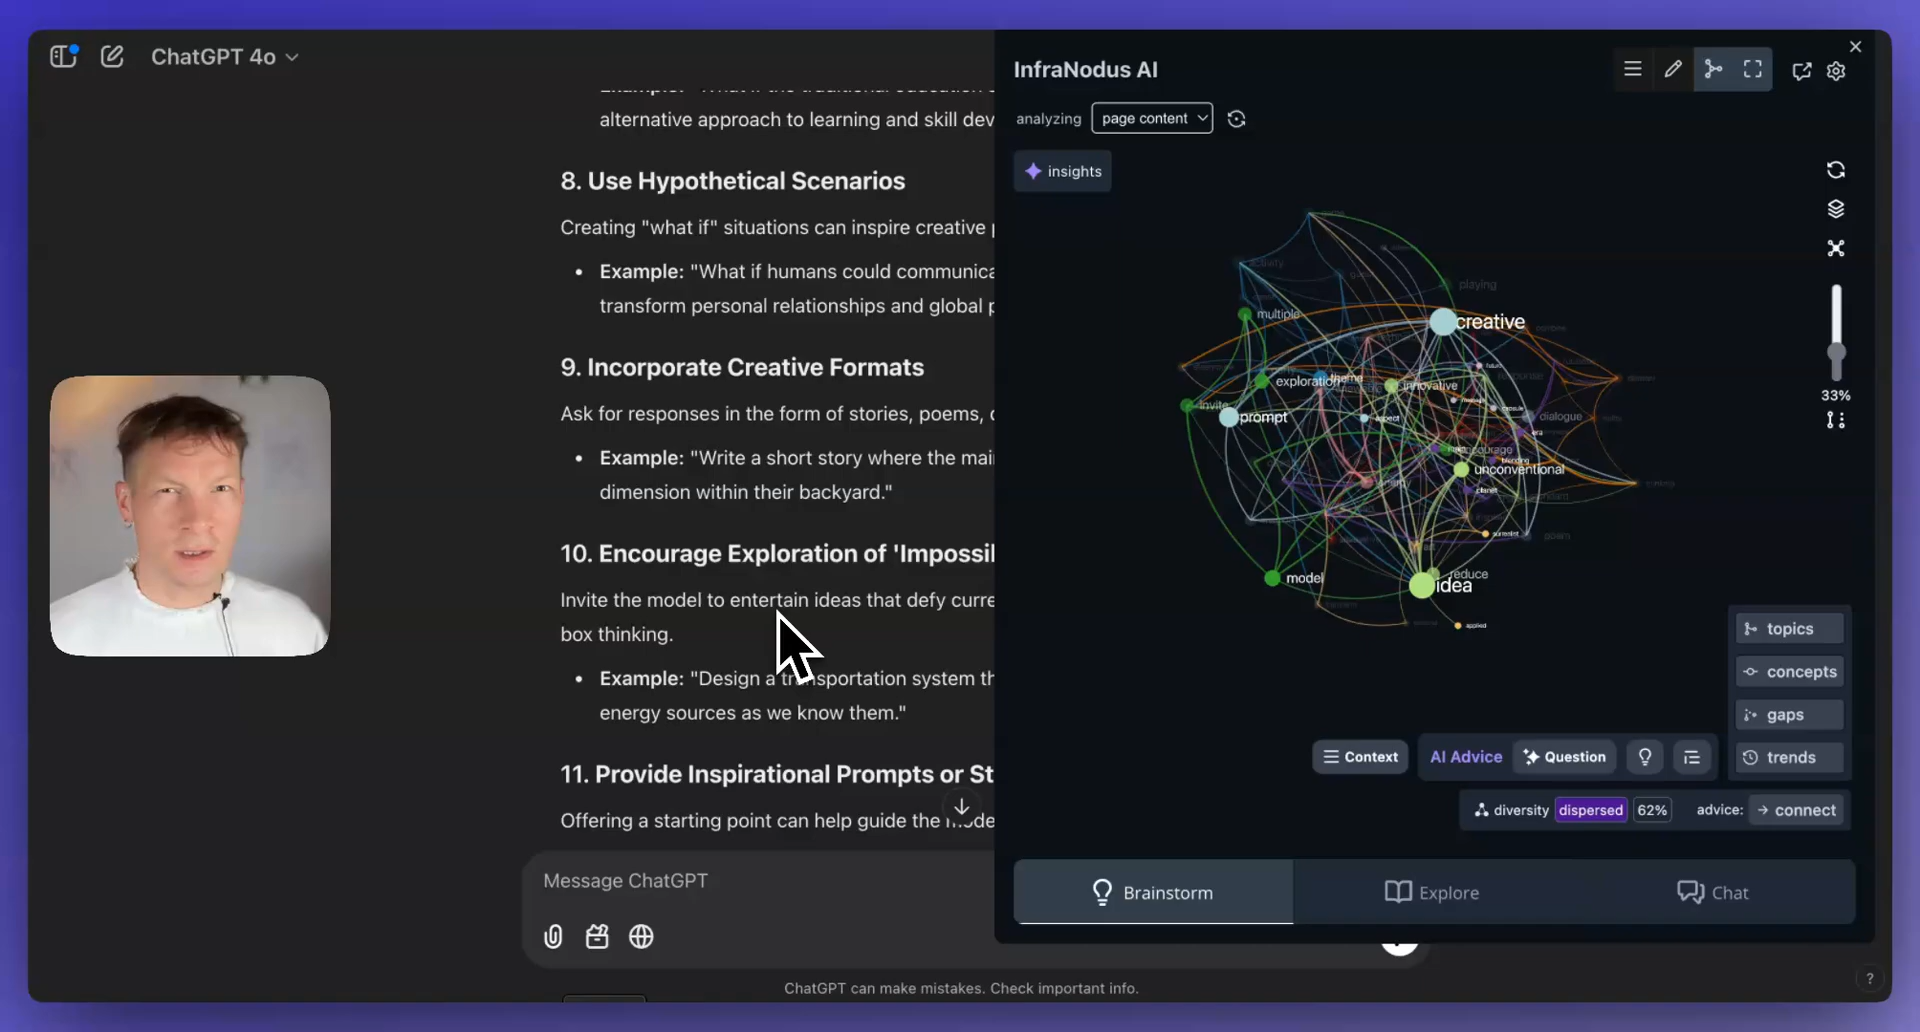 ChatGPT 4o
alternative approach to learning and skill dev
8. Use Hypothetical Scenarios
Creating "what if" situations can inspire creative
Example: "What if humans could communica
transform personal relationships and global
9. Incorporate Creative Formats
Ask for responses in the form of stories, poems,
Example: "Write a short story where the mai
dimension within their backyard."
10. Encourage Exploration of 'Impossi
Invite the model to entertain ideas that defy curre
box thinking.
Example: "Design a transportation system th
energy sources as we know them."
11. Provide Inspirational Prompts or St
Offering a starting point can help guide the
Message ChatGPT
ChatGPT can make mistakes. Check important info.
InfraNodus AI
analyzing
page content
insights
playing
multiple
creative
exploration
theme
innovative
invite
prompt
aspect
dialogue
era
unconventional
planet
surrealist
poem
model
reduce
idea
applied
33%
topics
concepts
gaps
trends
Context
AI Advice
Question
diversity
dispersed
62%
advice:
connect
Brainstorm
Explore
Chat
?